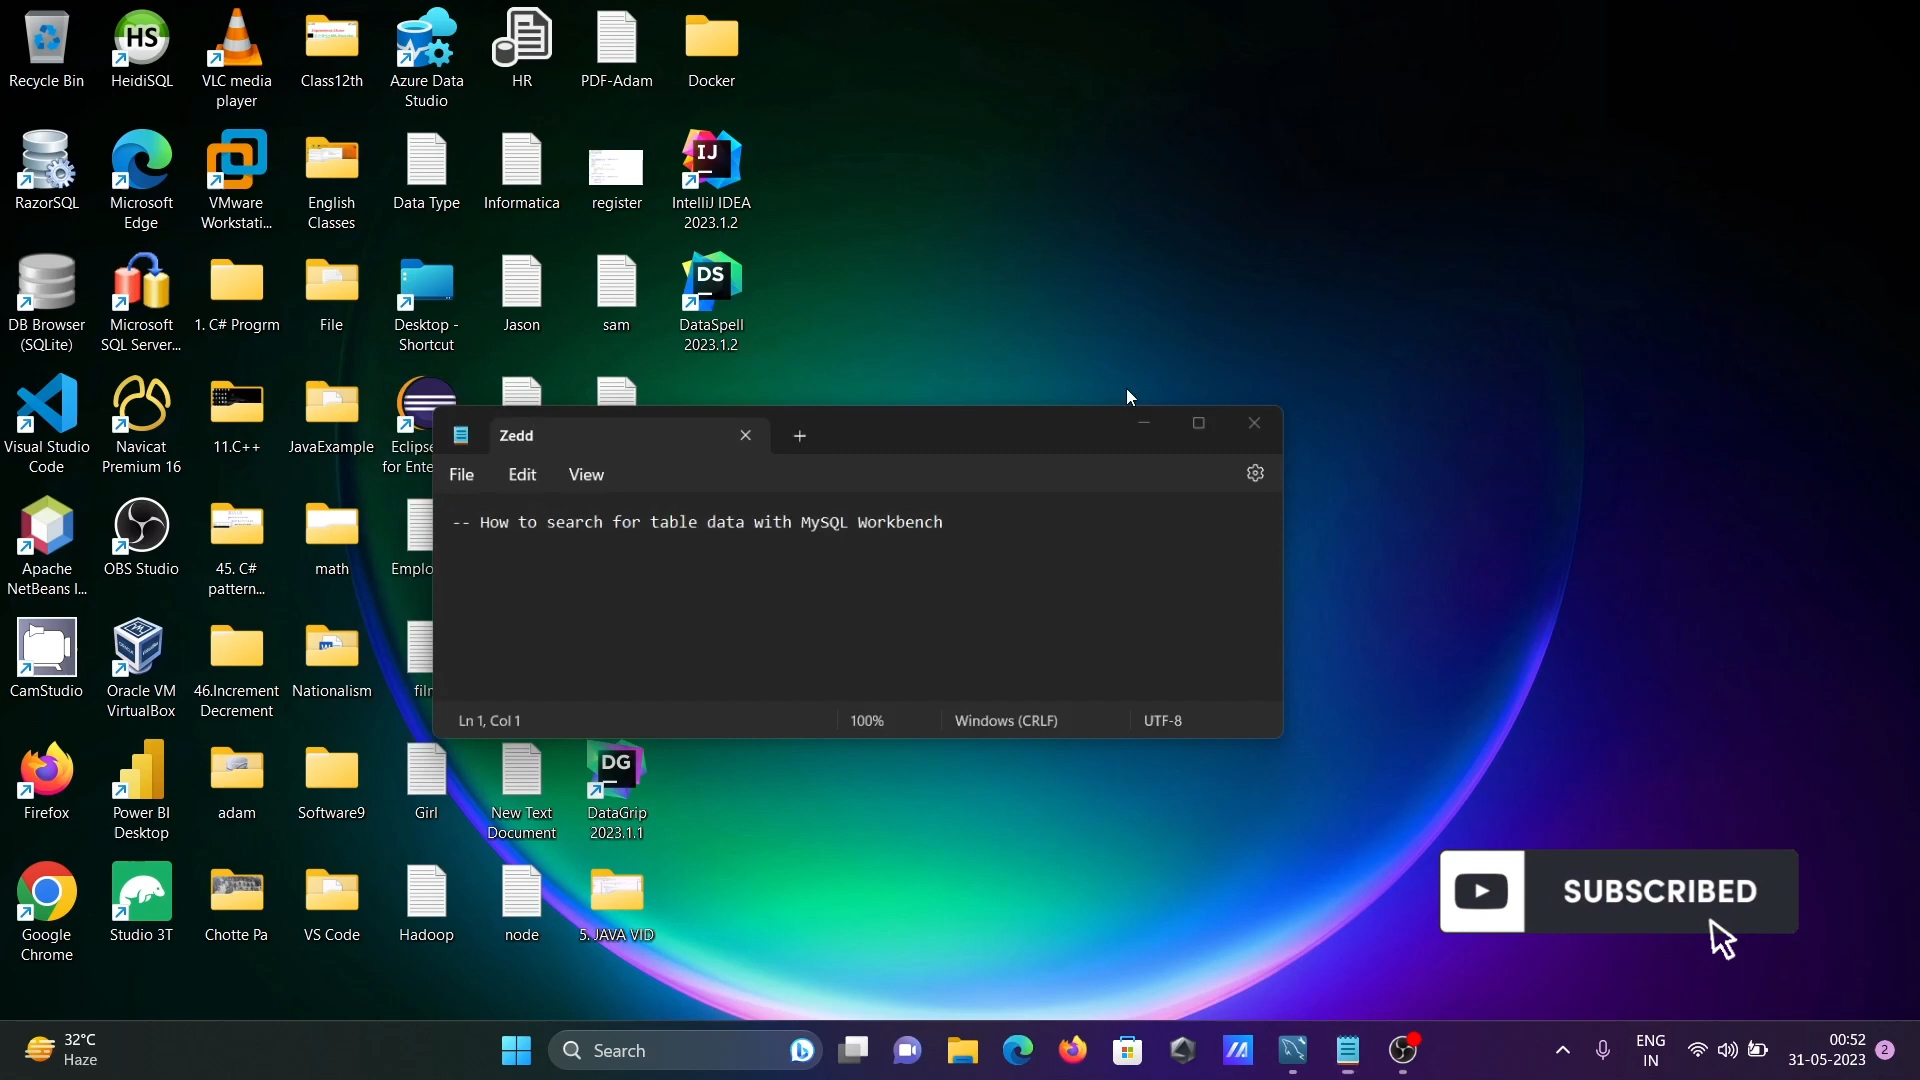 Recycle Bin
HeidiSQL
VLC media
player
Class12th
Azure Data
Studio
HR
PDF-Adam
Docker
RazorSQL
Microsoft
Edge
VMware
Workstati...
English
Classes
Data Type
Informatica
register
IntelliJ IDEA
2023.1.2
DB Browser
(SQLite)
Microsoft
SQL Server...
1. C# Progrm
File
Desktop -
Shortcut
Jason
sam
DataSpell
2023.1.2
Visual Studio
Code
Navicat
Premium 16
11.C++
JavaExample
Eclipse
for Ente
Zedd
File
Edit
View
-- How to search for table data with MySQL Workbench
Ln 1, Col 1
100%
Windows (CRLF)
UTF-8
Apache
NetBeans I...
OBS Studio
45. C#
pattern...
math
Emplo
CamStudio
Oracle VM
VirtualBox
46.Increment
Decrement
Nationalism
Firefox
Power BI
Desktop
adam
Software9
Girl
New Text
Document
DataGrip
2023.1.1
Google
Chrome
Studio 3T
Chotte Pa
VS Code
Hadoop
node
5. JAVA VID
SUBSCRIBED
32°C
Haze
Search
ENG
IN
00:52
31-05-2023
2
HS
IJ
DS
DG